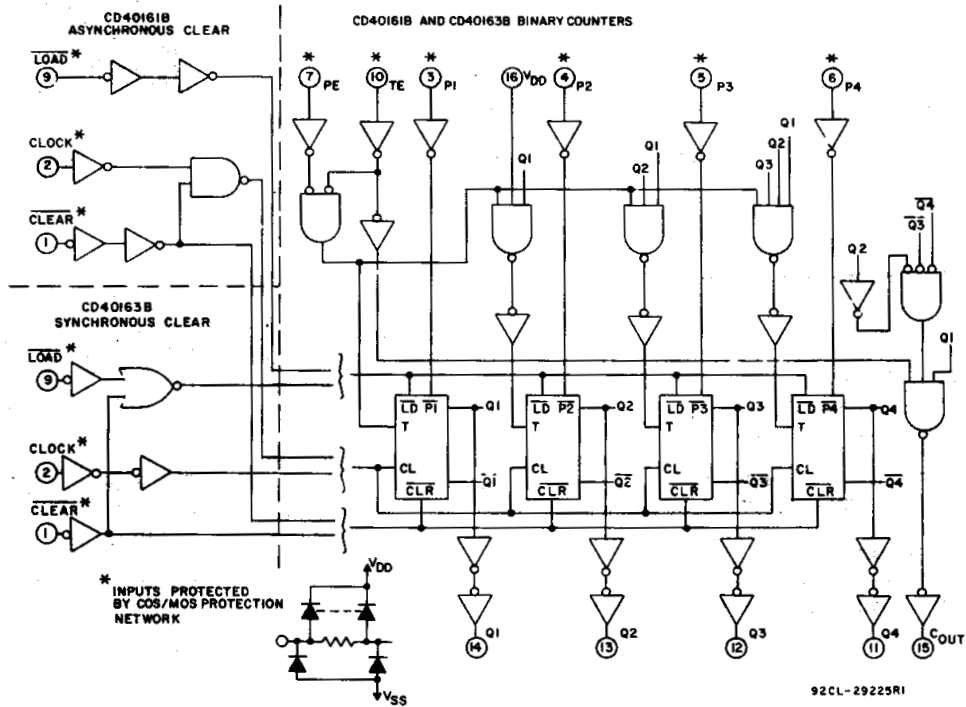 CD40161B
ASYNCHRONOUS CLEAR
CD40161B AND CD40163B BINARY COUNTERS
LOAD *
9
CLOCK *
2
CLEAR *
1
* 7 PE
* 10 TE
* 3 P1
16 VDD
* 4 P2
* 5 P3
* 6 P4
Q1
Q2
Q1
Q3
Q2
Q1
Q2
Q3
Q4
Q1
CD40163B
SYNCHRONOUS CLEAR
LOAD *
9
CLOCK *
2
CLEAR *
1
LD P1
T
CL
CLR
Q1
Q1
LD P2
T
CL
CLR
Q2
Q2
LD P3
T
CL
CLR
Q3
Q3
LD P4
T
CL
CLR
Q4
Q4
* INPUTS PROTECTED
BY COS/MOS PROTECTION
NETWORK
VDD
VSS
14 Q1
13 Q2
12 Q3
11 Q4
15 COUT
92CL-29225R1